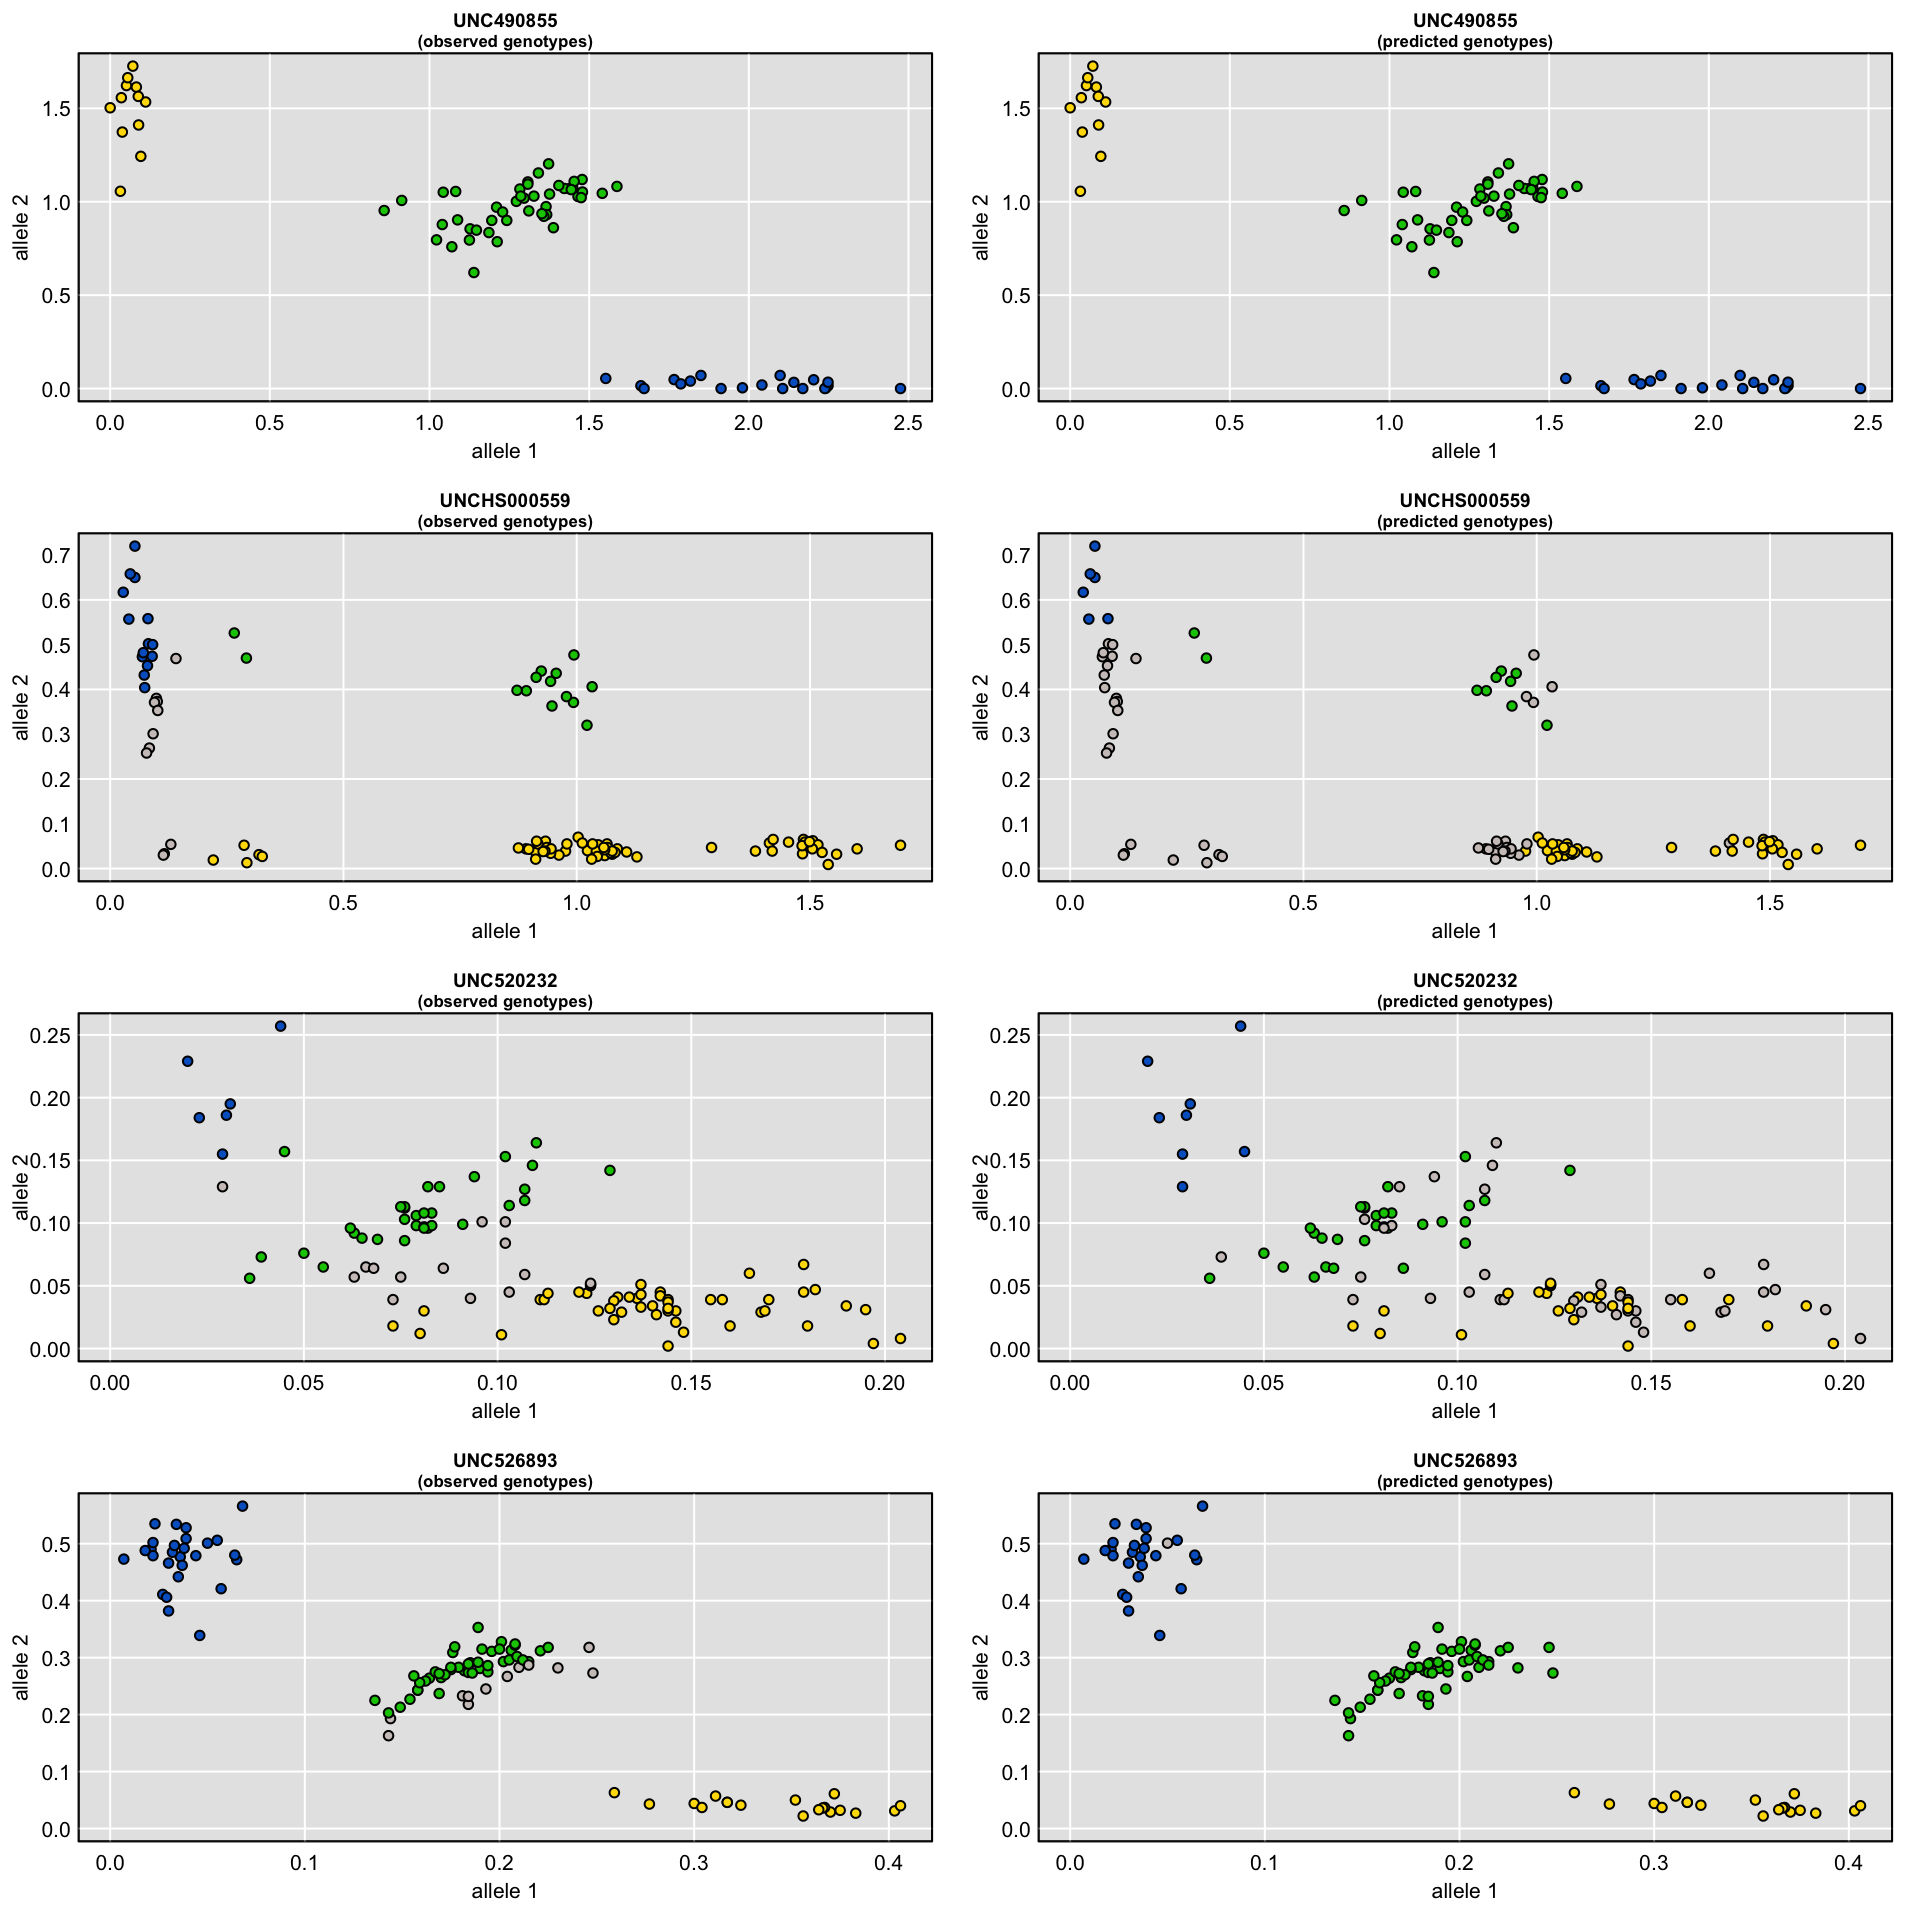 UNC490855
(observed genotypes)
1.5
1.0
0.5
0.0
allele 2
0.0 0.5 1.0 1.5 2.0 2.5
allele 1
UNC490855
(predicted genotypes)
1.5
1.0
0.5
0.0
allele 2
0.0 0.5 1.0 1.5 2.0 2.5
allele 1
UNCHS000559
(observed genotypes)
0.7
0.6
0.5
0.4
0.3
0.2
0.1
0.0
allele 2
0.0 0.5 1.0 1.5
allele 1
UNCHS000559
(predicted genotypes)
0.7
0.6
0.5
0.4
0.3
0.2
0.1
0.0
allele 2
0.0 0.5 1.0 1.5
allele 1
UNC520232
(observed genotypes)
0.25
0.20
0.15
0.10
0.05
0.00
allele 2
0.00 0.05 0.10 0.15 0.20
allele 1
UNC520232
(predicted genotypes)
0.25
0.20
0.15
0.10
0.05
0.00
allele 2
0.00 0.05 0.10 0.15 0.20
allele 1
UNC526893
(observed genotypes)
0.5
0.4
0.3
0.2
0.1
0.0
allele 2
0.0 0.1 0.2 0.3 0.4
allele 1
UNC526893
(predicted genotypes)
0.5
0.4
0.3
0.2
0.1
0.0
allele 2
0.0 0.1 0.2 0.3 0.4
allele 1